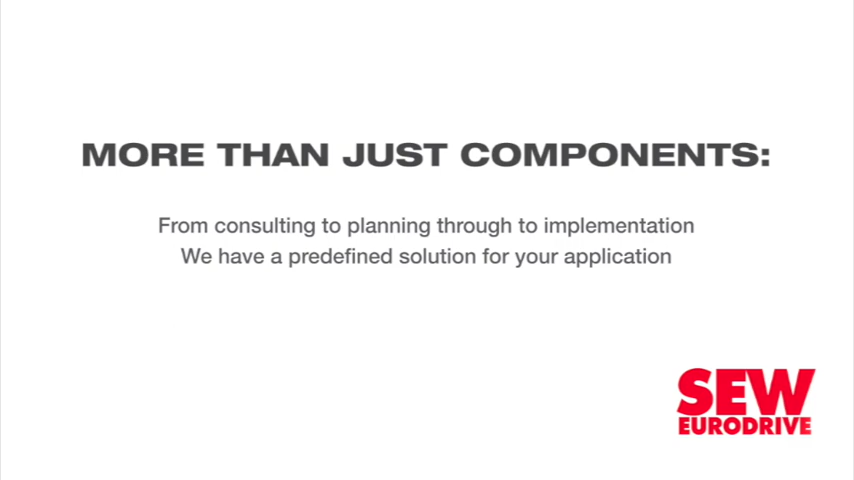 MORE THAN JUST COMPONENTS:
From consulting to planning through to implementation
We have a predefined solution for your application
SEW
EURODRIVE